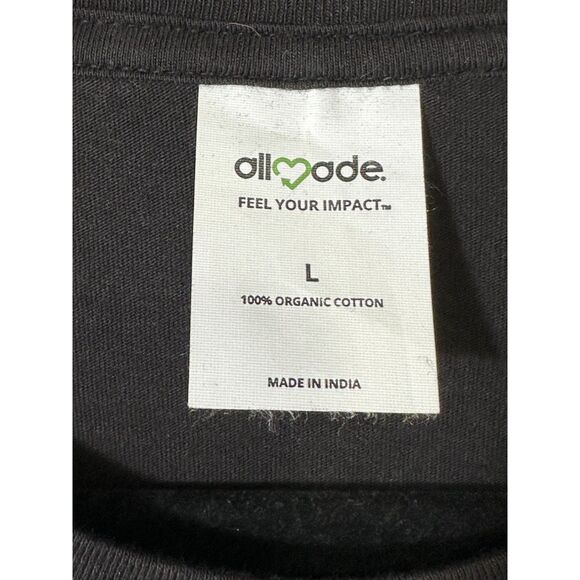 allmade.
FEEL YOUR IMPACT™
L
100% ORGANIC COTTON
MADE IN INDIA